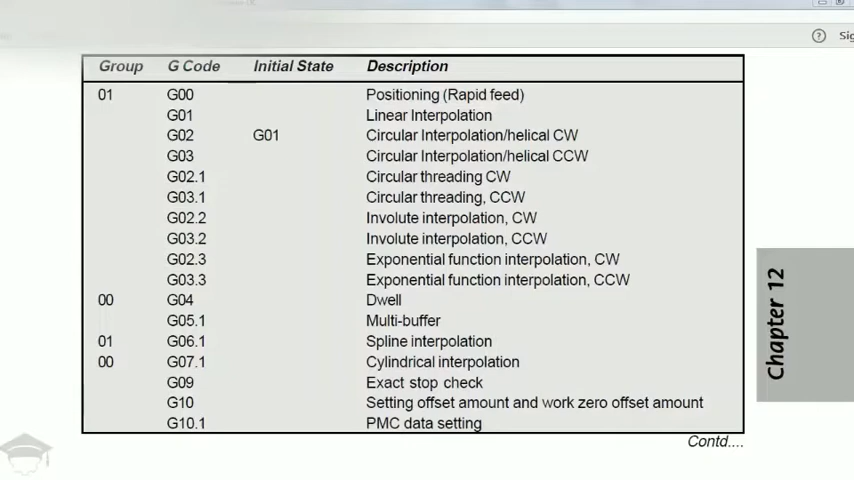 Sig
Group G Code Initial State Description
01 G00 Positioning (Rapid feed)
G01 Linear Interpolation
G02 G01 Circular Interpolation/helical CW
G03 Circular Interpolation/helical CCW
G02.1 Circular threading CW
G03.1 Circular threading, CCW
G02.2 Involute interpolation, CW
G03.2 Involute interpolation, CCW
G02.3 Exponential function interpolation, CW
G03.3 Exponential function interpolation, CCW
00 G04 Dwell
G05.1 Multi-buffer
01 G06.1 Spline interpolation
00 G07.1 Cylindrical interpolation
G09 Exact stop check
G10 Setting offset amount and work zero offset amount
G10.1 PMC data setting
Contd....
Chapter 12